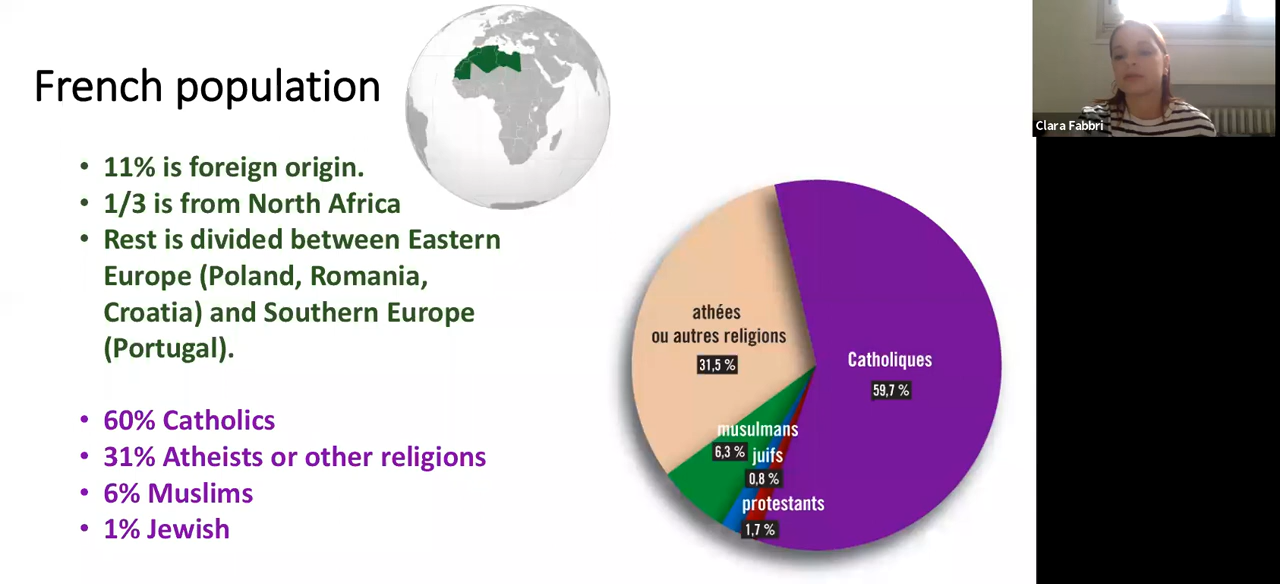 French population
• 11% is foreign origin.
• 1/3 is from North Africa
• Rest is divided between Eastern
Europe (Poland, Romania,
Croatia) and Southern Europe
(Portugal).
• 60% Catholics
• 31% Atheists or other religions
• 6% Muslims
• 1% Jewish
athées
ou autres religions
31,5 %
Catholiques
59,7 %
musulmans
6,3 %
juifs
0,8 %
protestants
1,7 %
Clara Fabbri